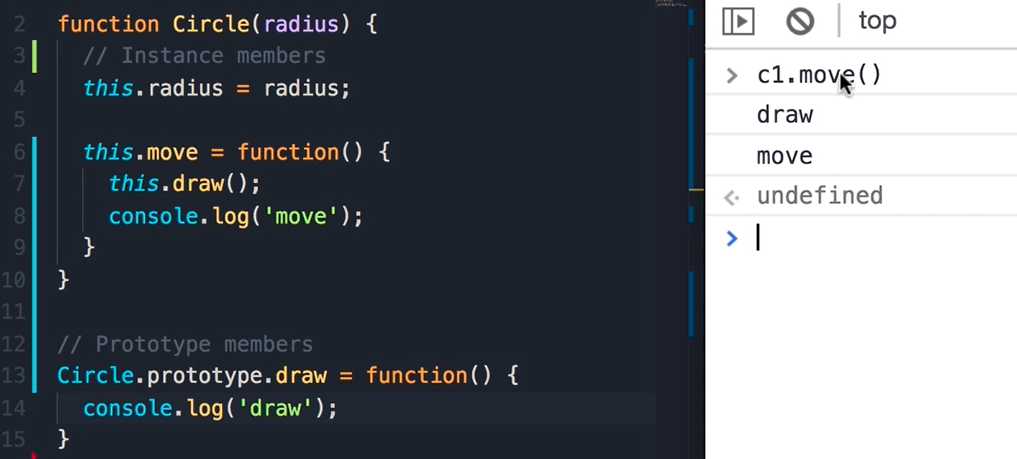 2 function Circle(radius) {
3 // Instance members
4 this.radius = radius;
5
6 this.move = function() {
7 this.draw();
8 console.log('move');
9 }
10 }
11
12 // Prototype members
13 Circle.prototype.draw = function() {
14 console.log('draw');
15 }
top
> c1.move()
draw
move
undefined
>